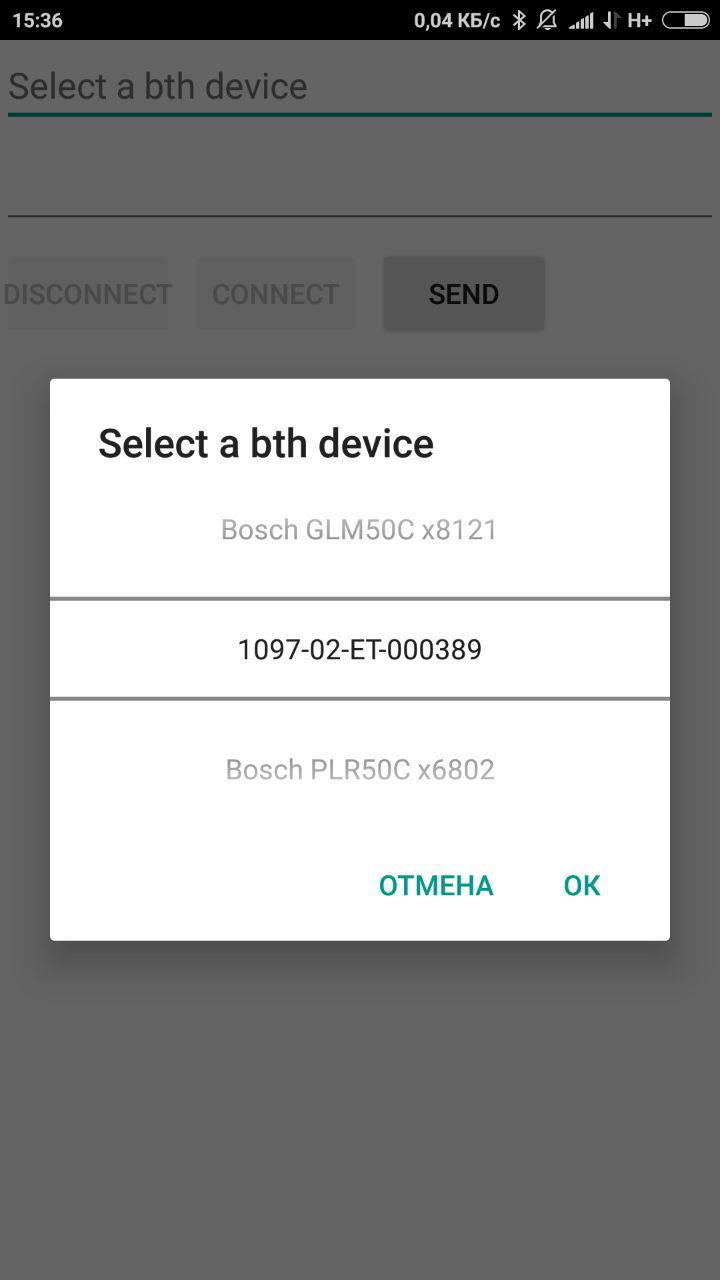 15:36 0,04 КБ/с H+
Select a bth device
DISCONNECT CONNECT SEND
Select a bth device
Bosch GLM50C x8121
1097-02-ET-000389
Bosch PLR50C x6802
ОТМЕНА ОК